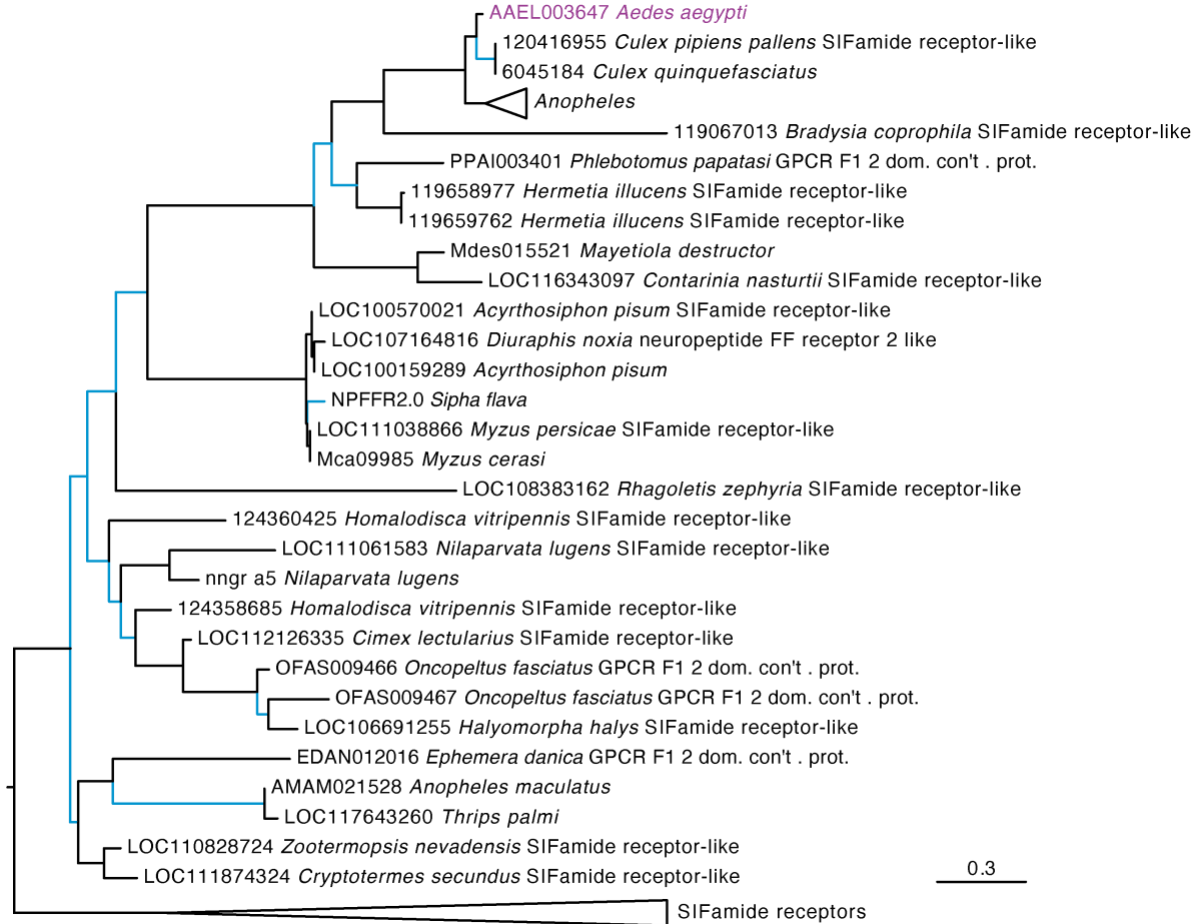 AAEL003647 Aedes aegypti
120416955 Culex pipiens pallens SIFamide receptor-like
6045184 Culex quinquefasciatus
Anopheles
119067013 Bradysia coprophila SIFamide receptor-like
PPAI003401 Phlebotomus papatasi GPCR F1 2 dom. con't . prot.
119658977 Hermetia illucens SIFamide receptor-like
119659762 Hermetia illucens SIFamide receptor-like
Mdes015521 Mayetiola destructor
LOC116343097 Contarinia nasturtii SIFamide receptor-like
LOC100570021 Acyrthosiphon pisum SIFamide receptor-like
LOC107164816 Diuraphis noxia neuropeptide FF receptor 2 like
LOC100159289 Acyrthosiphon pisum
NPFFR2.0 Sipha flava
LOC111038866 Myzus persicae SIFamide receptor-like
Mca09985 Myzus cerasi
LOC108383162 Rhagoletis zephyria SIFamide receptor-like
124360425 Homalodisca vitripennis SIFamide receptor-like
LOC111061583 Nilaparvata lugens SIFamide receptor-like
nngr a5 Nilaparvata lugens
124358685 Homalodisca vitripennis SIFamide receptor-like
LOC112126335 Cimex lectularius SIFamide receptor-like
OFAS009466 Oncopeltus fasciatus GPCR F1 2 dom. con't . prot.
OFAS009467 Oncopeltus fasciatus GPCR F1 2 dom. con't . prot.
LOC106691255 Halyomorpha halys SIFamide receptor-like
EDAN012016 Ephemera danica GPCR F1 2 dom. con't . prot.
AMAM021528 Anopheles maculatus
LOC117643260 Thrips palmi
LOC110828724 Zootermopsis nevadensis SIFamide receptor-like
LOC111874324 Cryptotermes secundus SIFamide receptor-like
0.3
SIFamide receptors